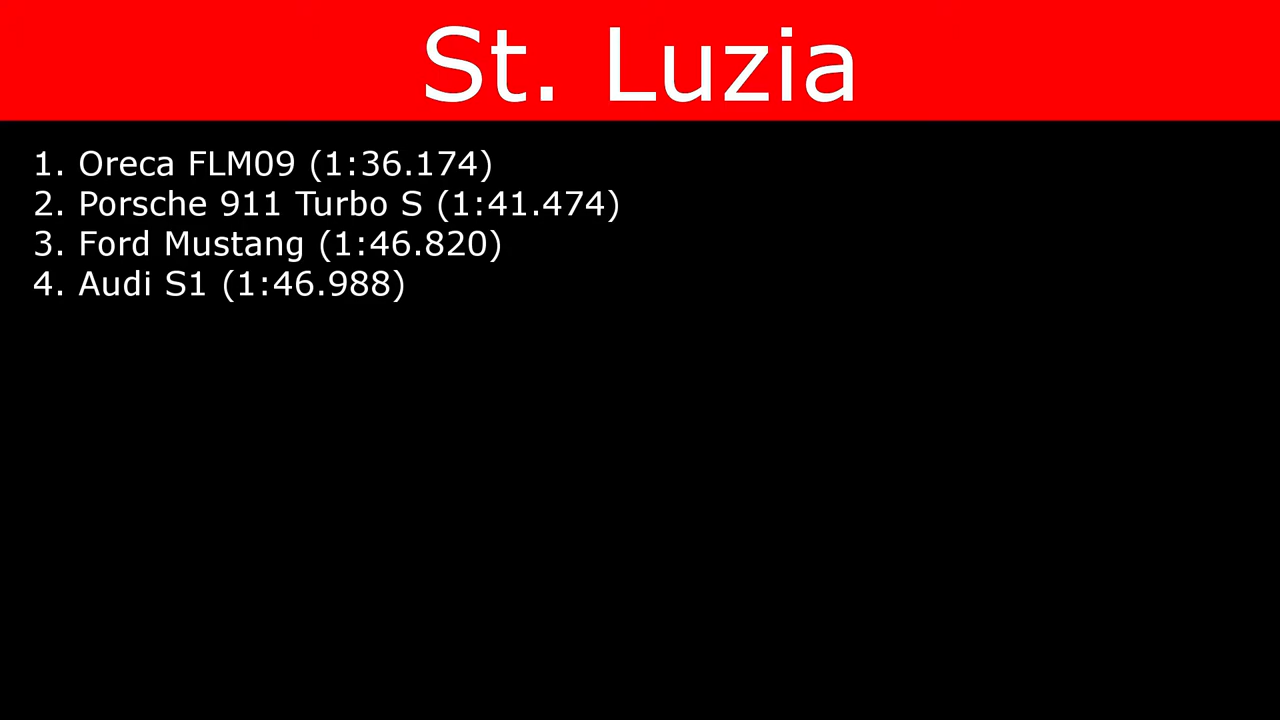 St. Luzia
1. Oreca FLM09 (1:36.174)
2. Porsche 911 Turbo S (1:41.474)
3. Ford Mustang (1:46.820)
4. Audi S1 (1:46.988)